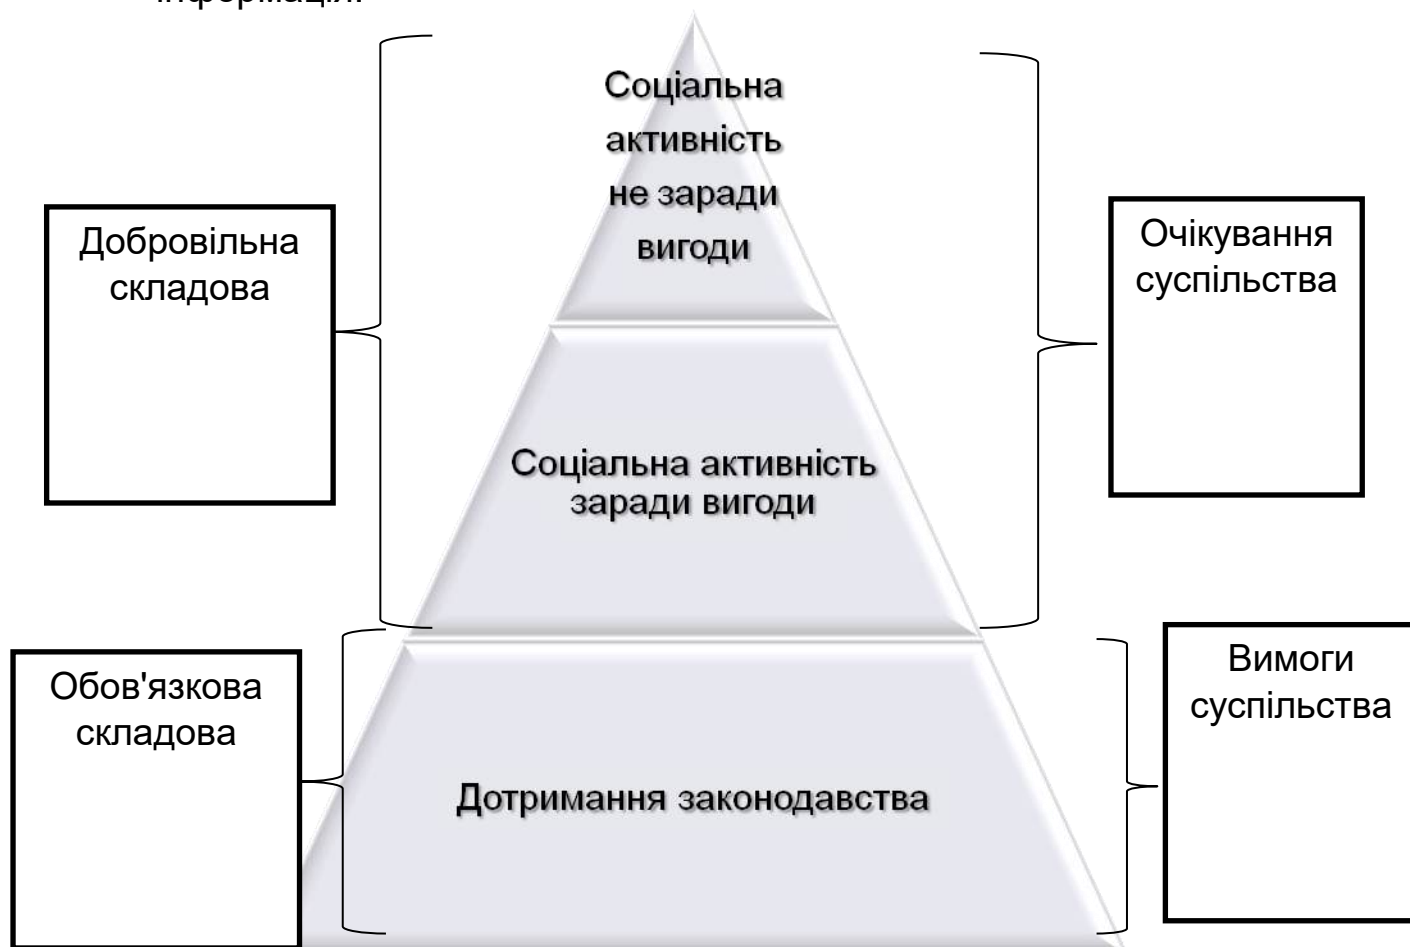 інформація.
Соціальна
активність
не заради
вигоди
Добровільна
складова
Очікування
суспільства
Соціальна активність
заради вигоди
Обов'язкова
складова
Вимоги
суспільства
Дотримання законодавства